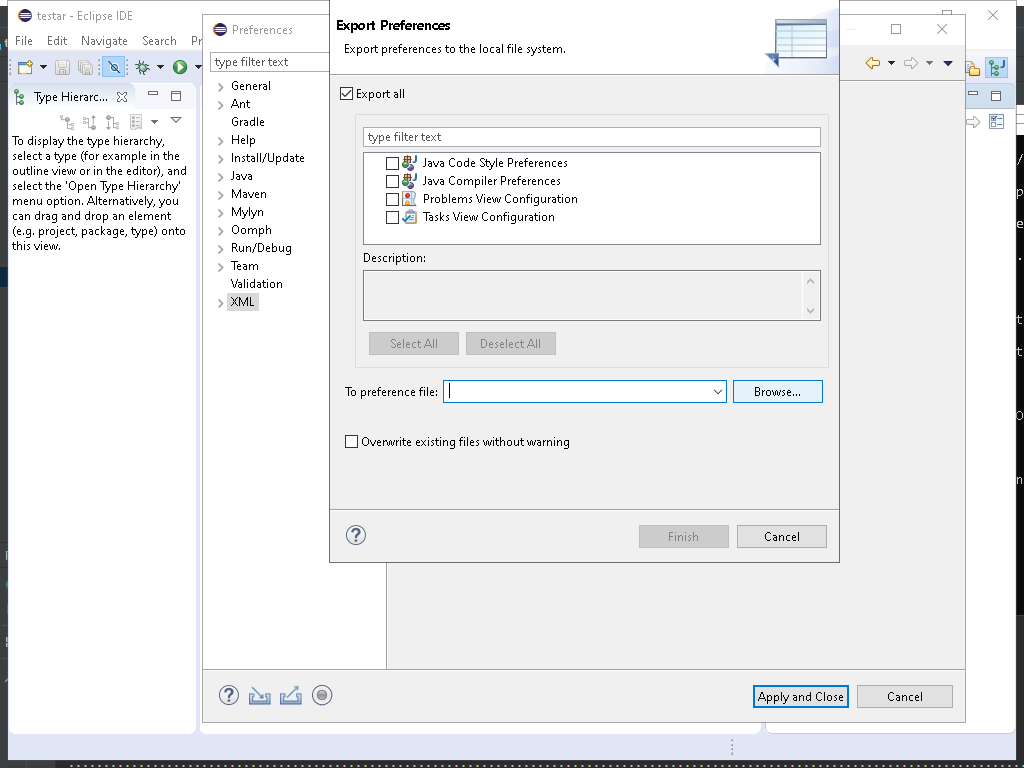 testar - Eclipse IDE
File Edit Navigate Search Pr
Type Hierarc...
To display the type hierarchy,
select a type (for example in the
outline view or in the editor), and
select the 'Open Type Hierarchy'
menu option. Alternatively, you
can drag and drop an element
(e.g. project, package, type) onto
this view.
Preferences
type filter text
General
Ant
Gradle
Help
Install/Update
Java
Maven
Mylyn
Oomph
Run/Debug
Team
Validation
XML
Export Preferences
Export preferences to the local file system.
Export all
type filter text
Java Code Style Preferences
Java Compiler Preferences
Problems View Configuration
Tasks View Configuration
Description:
Select All Deselect All
To preference file: Browse...
Overwrite existing files without warning
Finish Cancel
Apply and Close Cancel